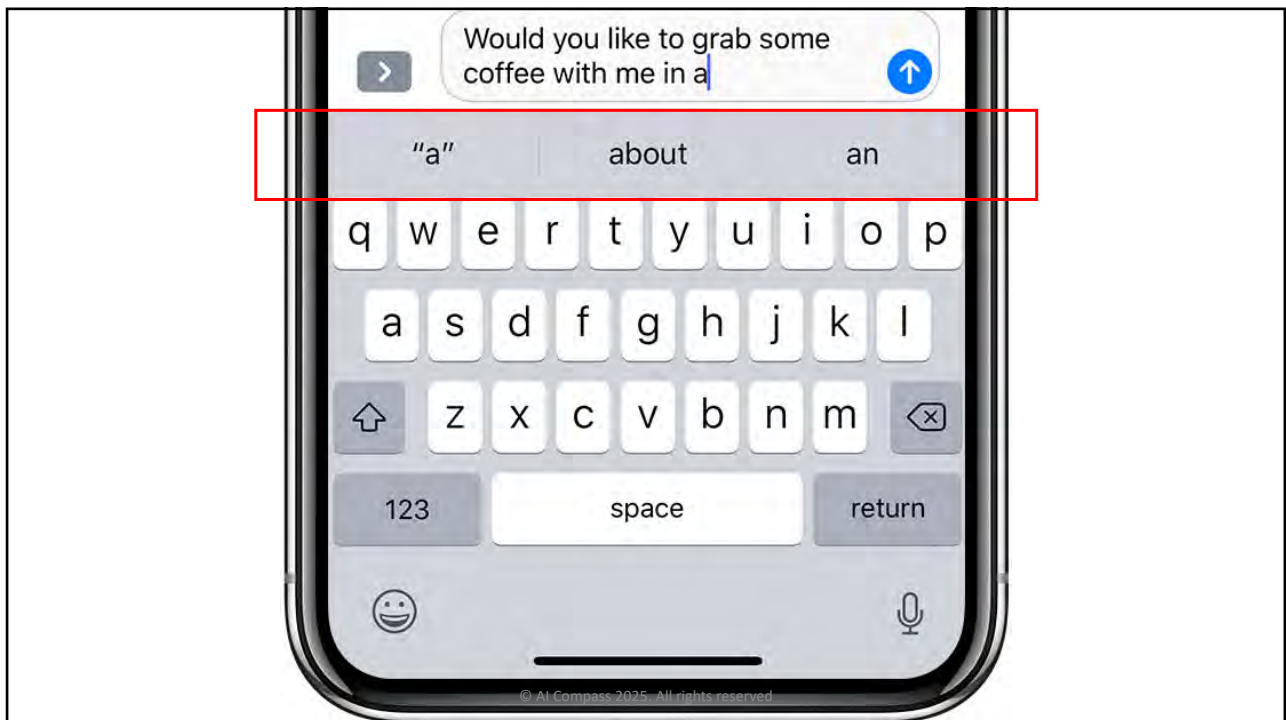 Would you like to grab some
coffee with me in a
“a” about an
q w e r t y u i o p
a s d f g h j k l
z x c v b n m
123 space return
© AI Compass 2025. All rights reserved